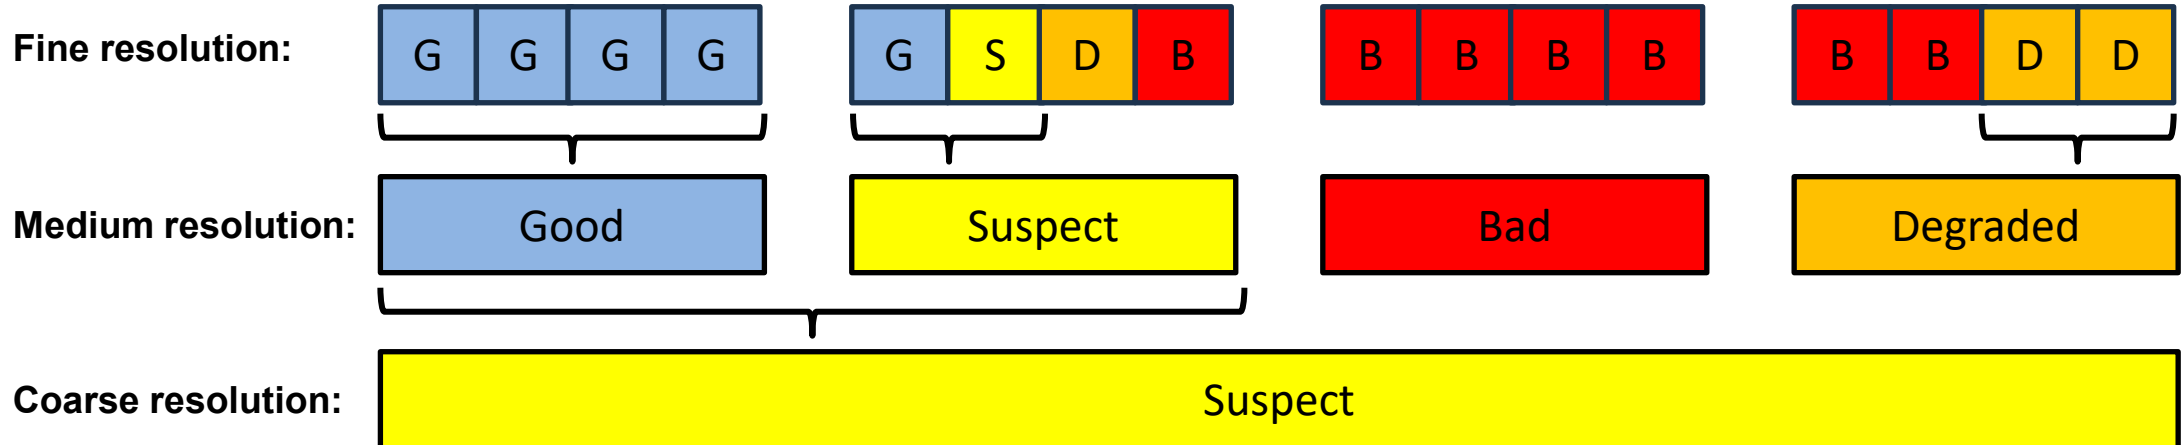 Fine resolution: G G G G G S D B B B B B B B D D
Medium resolution: Good Suspect Bad Degraded
Coarse resolution: Suspect